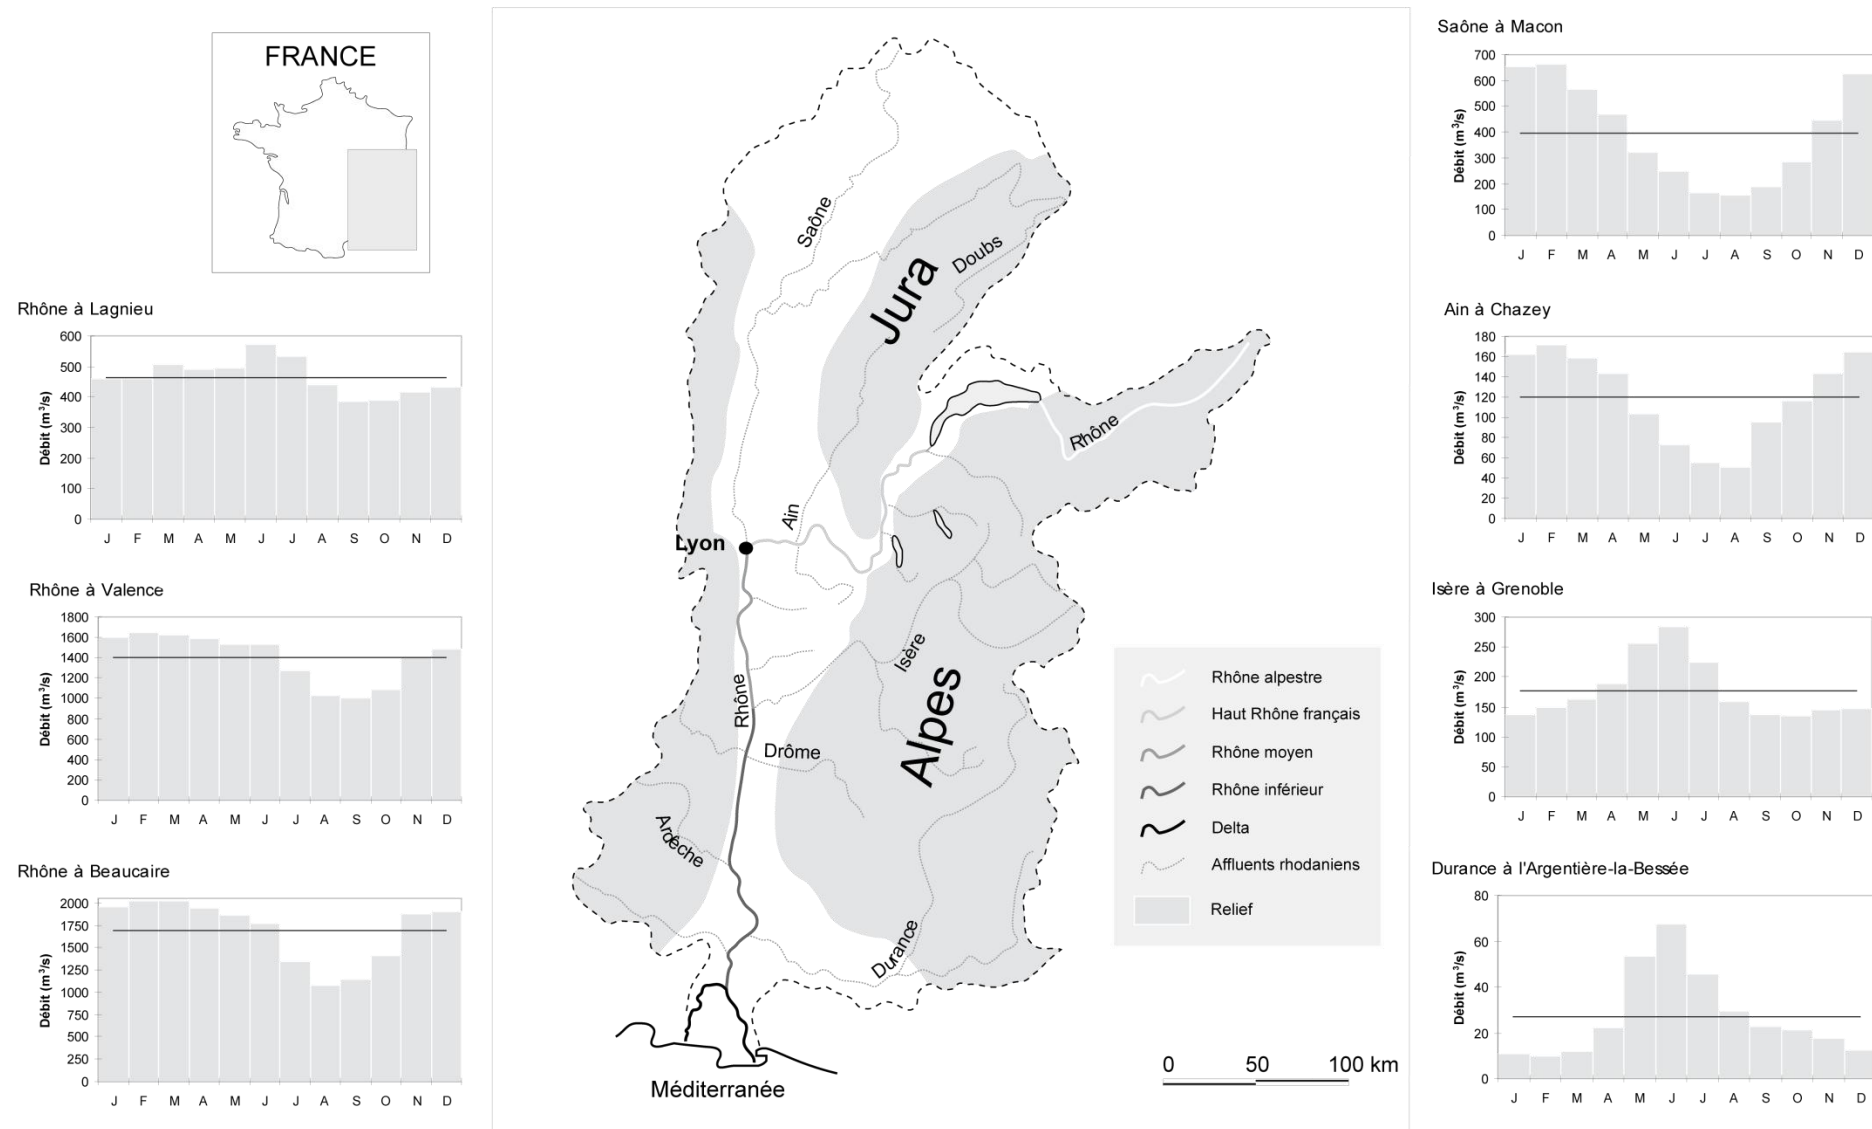 FRANCE
Rhône à Lagnieu
Débit (m³/s)
600
500
400
300
200
100
0
J F M A M J J A S O N D
Rhône à Valence
Débit (m³/s)
1800
1600
1400
1200
1000
800
600
400
200
0
J F M A M J J A S O N D
Rhône à Beaucaire
Débit (m³/s)
2000
1750
1500
1250
1000
750
500
250
0
J F M A M J J A S O N D
Saône
Doubs
Jura
Rhône
Ain
Lyon
Isère
Rhône
Alpes
Drôme
Ardèche
Durance
Méditerranée
Rhône alpestre
Haut Rhône français
Rhône moyen
Rhône inférieur
Delta
Affluents rhodaniens
Relief
0 50 100 km
Saône à Macon
Débit (m³/s)
700
600
500
400
300
200
100
0
J F M A M J J A S O N D
Ain à Chazey
Débit (m³/s)
180
160
140
120
100
80
60
40
20
0
J F M A M J J A S O N D
Isère à Grenoble
Débit (m³/s)
300
250
200
150
100
50
0
J F M A M J J A S O N D
Durance à l'Argentière-la-Bessée
Débit (m³/s)
80
60
40
20
0
J F M A M J J A S O N D